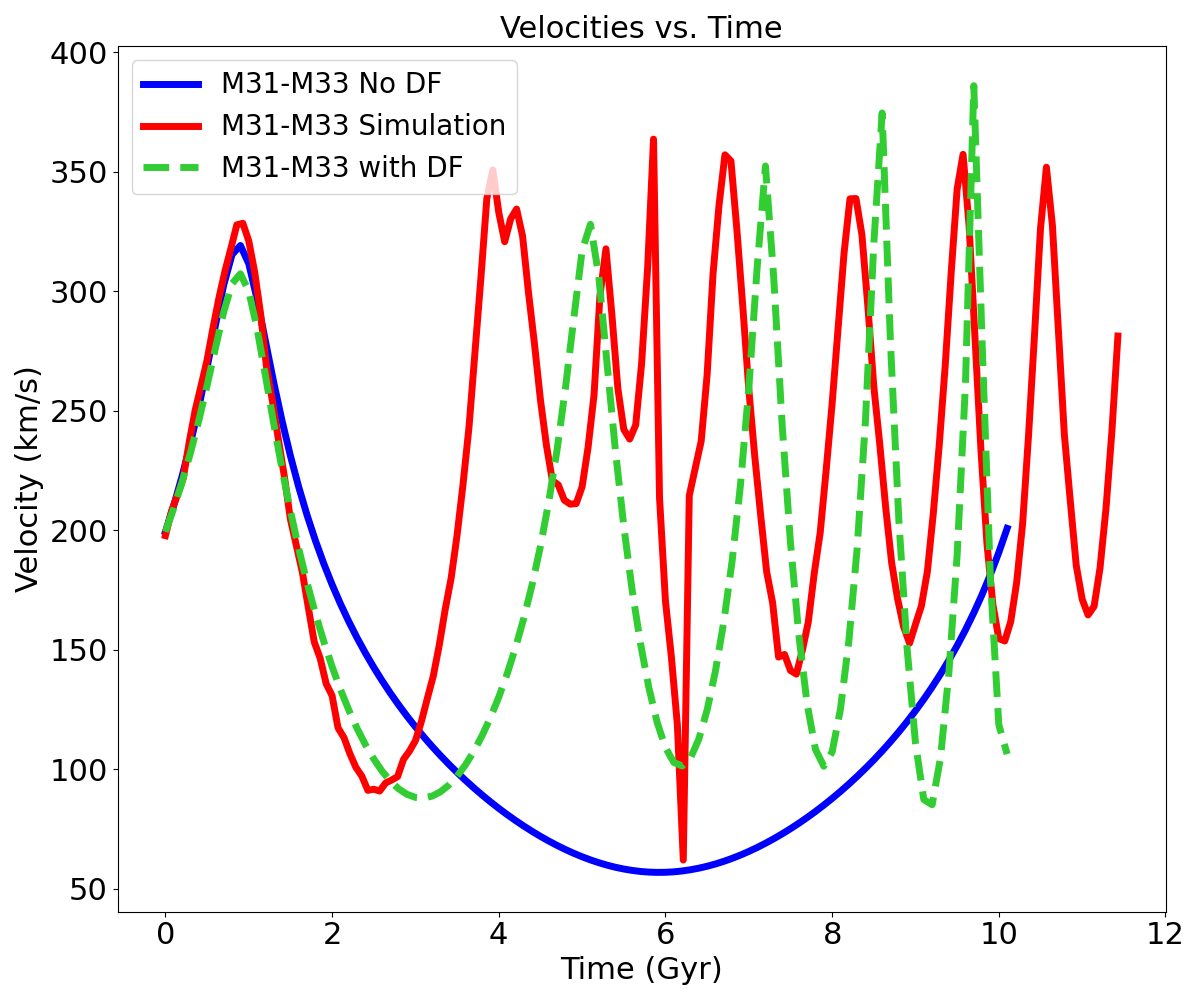 Velocities vs. Time
M31-M33 No DF
M31-M33 Simulation
M31-M33 with DF
Velocity (km/s)
400
350
300
250
200
150
100
50
0 2 4 6 8 10 12
Time (Gyr)